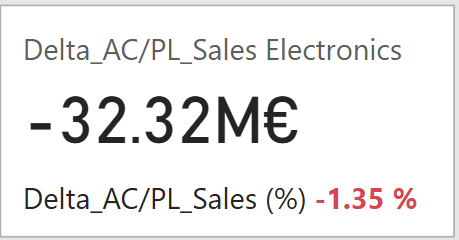 Delta_AC/PL_Sales Electronics
-32.32M€
Delta_AC/PL_Sales (%) -1.35 %